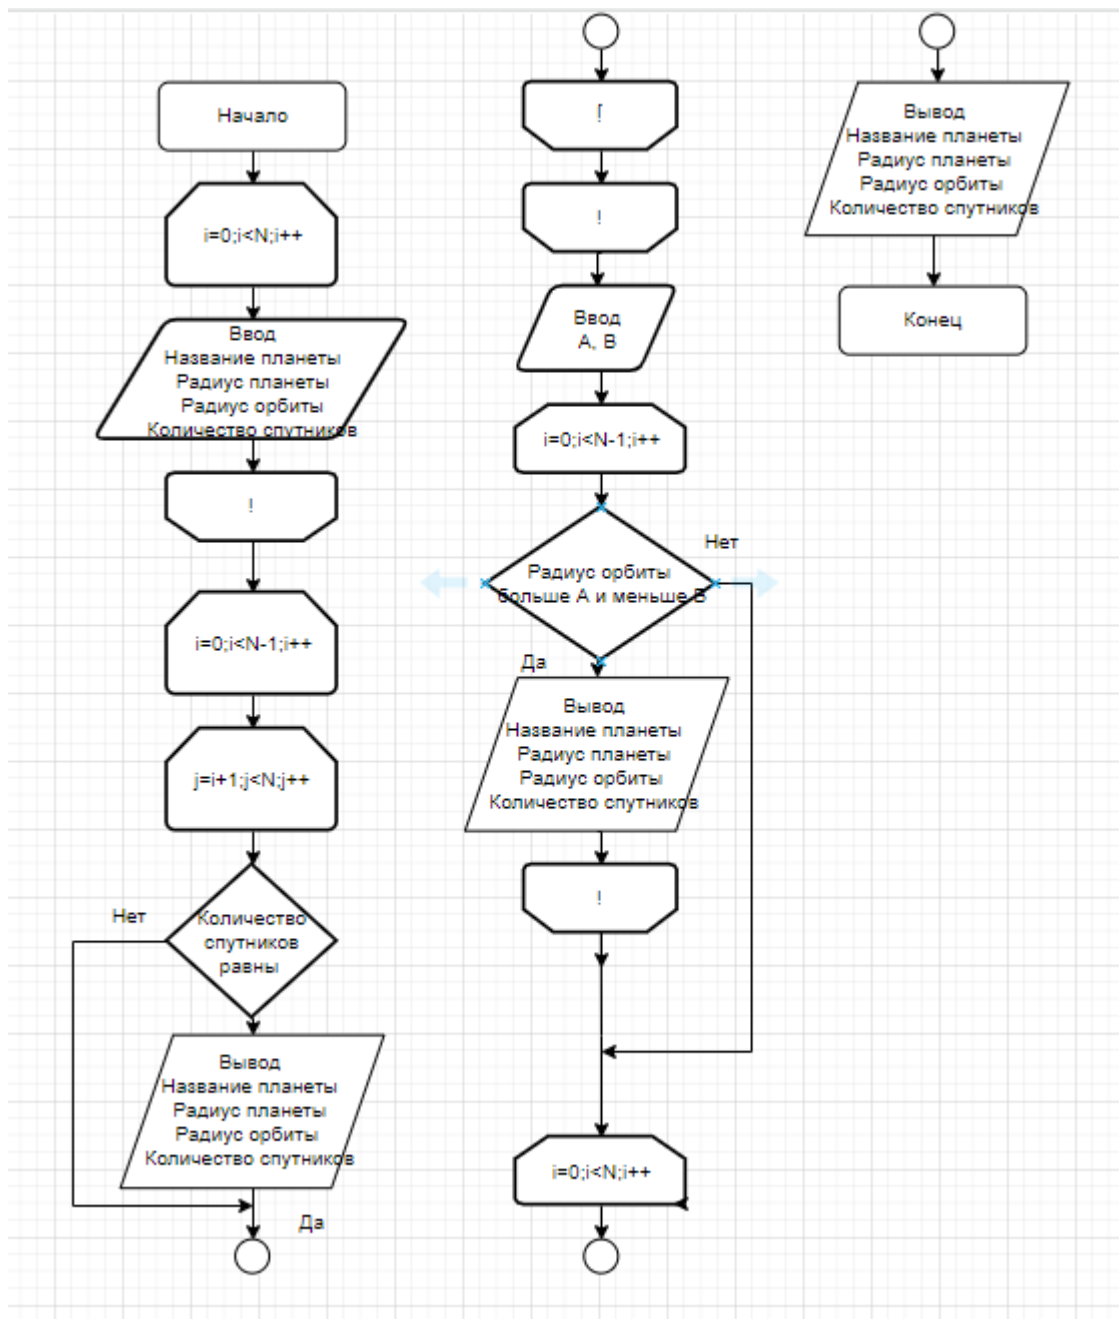 Начало
i=0;i<N;i++
Ввод
Название планеты
Радиус планеты
Радиус орбиты
Количество спутников
!
i=0;i<N-1;i++
j=i+1;j<N;j++
Количество
спутников
равны
Нет
Вывод
Название планеты
Радиус планеты
Радиус орбиты
Количество спутников
Да
!
!
Ввод
A, B
i=0;i<N-1;i++
Радиус орбиты
больше А и меньше В
Нет
Да
Вывод
Название планеты
Радиус планеты
Радиус орбиты
Количество спутников
!
i=0;i<N;i++
Вывод
Название планеты
Радиус планеты
Радиус орбиты
Количество спутников
Конец